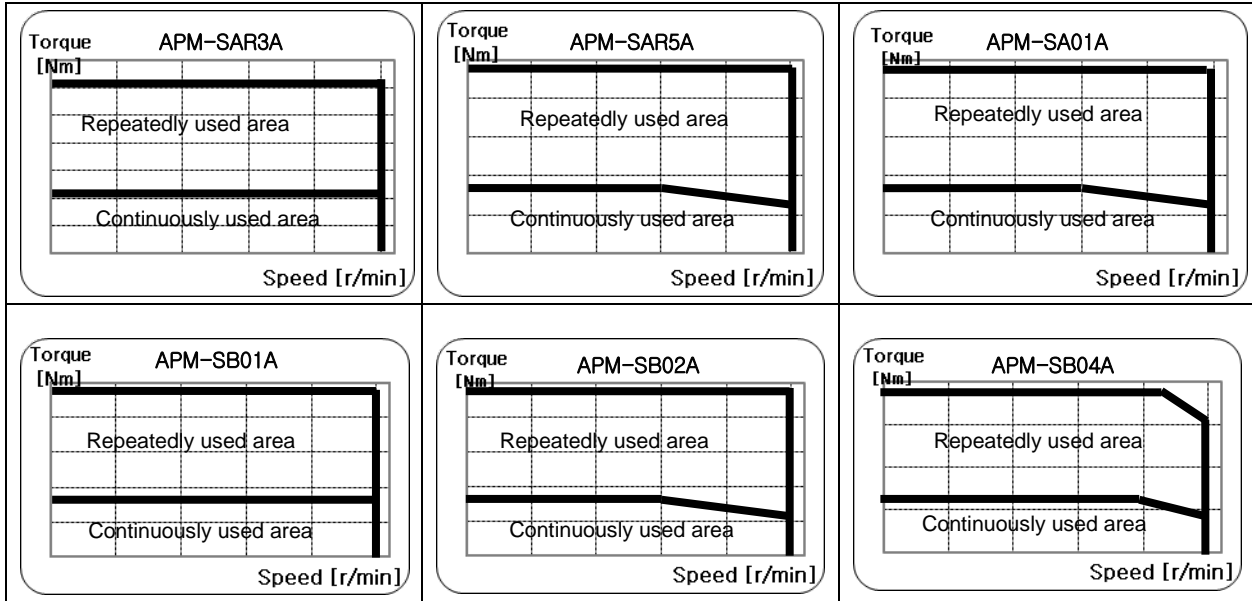 Torque
[Nm]
APM-SAR3A
Repeatedly used area
Continuously used area
Speed [r/min]
Torque
[Nm]
APM-SAR5A
Repeatedly used area
Continuously used area
Speed [r/min]
Torque
[Nm]
APM-SA01A
Repeatedly used area
Continuously used area
Speed [r/min]
Torque
[Nm]
APM-SB01A
Repeatedly used area
Continuously used area
Speed [r/min]
Torque
[Nm]
APM-SB02A
Repeatedly used area
Continuously used area
Speed [r/min]
Torque
[Nm]
APM-SB04A
Repeatedly used area
Continuously used area
Speed [r/min]